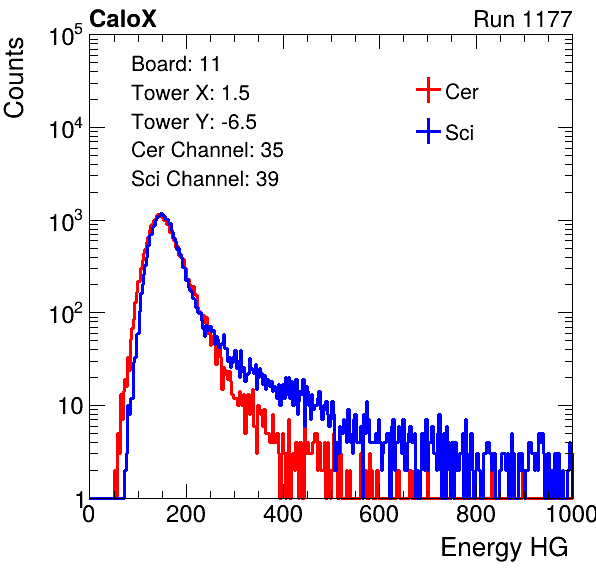 CaloX Run 1177
Counts
10^5
10^4
10^3
10^2
10
1
Board: 11
Tower X: 1.5
Tower Y: -6.5
Cer Channel: 35
Sci Channel: 39
Cer
Sci
0 200 400 600 800 1000
Energy HG